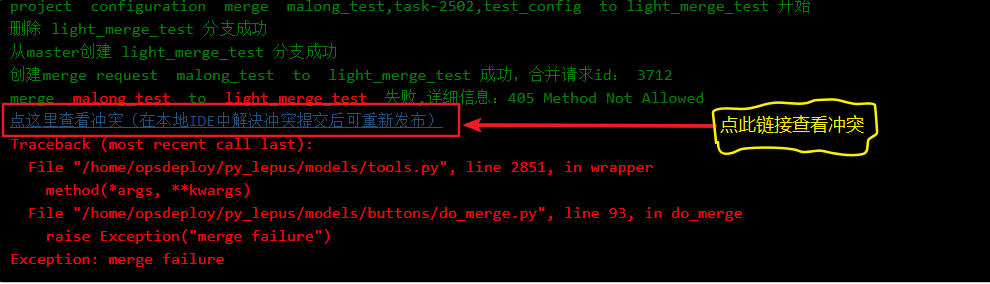 project configuration merge malong_test,task-2502,test_config to light_merge_test 开始
删除 light_merge_test 分支成功
从master创建 light_merge_test 分支成功
创建merge request malong_test to light_merge_test 成功，合并请求id： 3712
merge malong_test to light_merge_test 失败,详细信息：405 Method Not Allowed
点这里查看冲突（在本地IDE中解决冲突提交后可重新发布）
点此链接查看冲突
Traceback (most recent call last):
File "/home/opsdeploy/py_lepus/models/tools.py", line 2851, in wrapper
method(*args, **kwargs)
File "/home/opsdeploy/py_lepus/models/buttons/do_merge.py", line 93, in do_merge
raise Exception("merge failure")
Exception: merge failure